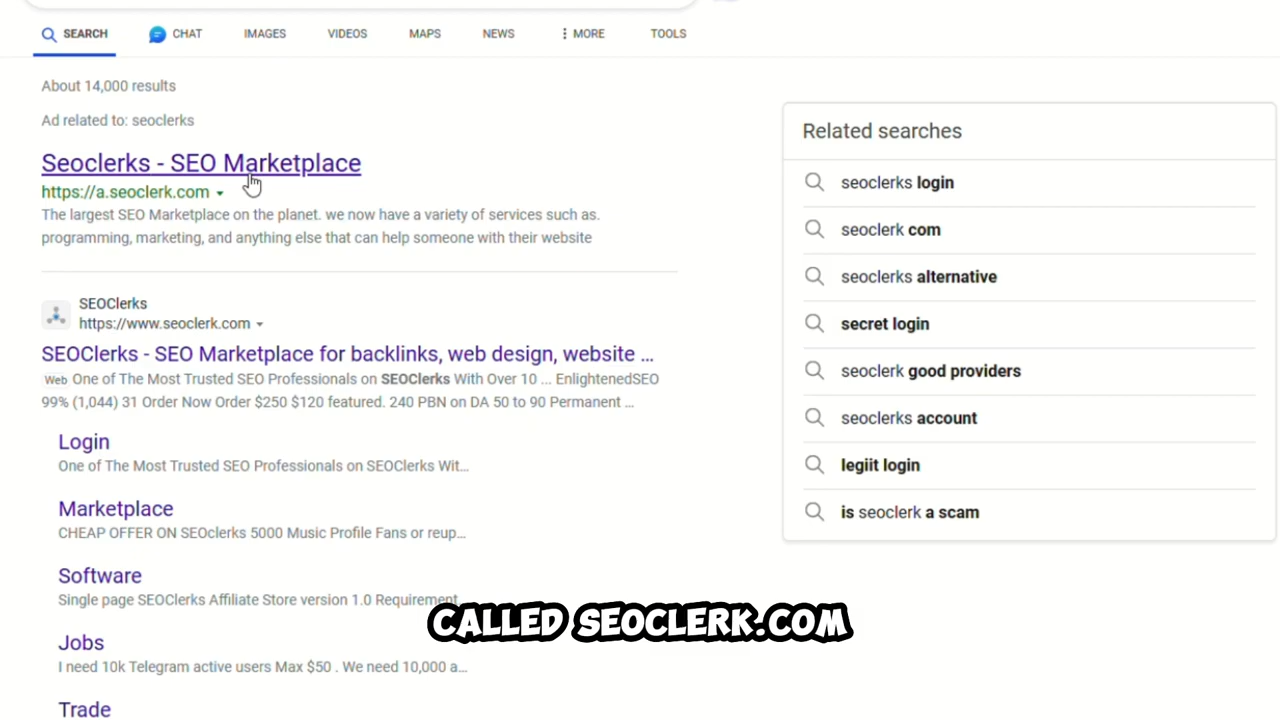 SEARCH CHAT IMAGES VIDEOS MAPS NEWS MORE TOOLS
About 14,000 results
Ad related to: seoclerks
Seoclerks - SEO Marketplace
https://a.seoclerk.com
The largest SEO Marketplace on the planet. we now have a variety of services such as.
programming, marketing, and anything else that can help someone with their website
SEOClerks
https://www.seoclerk.com
SEOClerks - SEO Marketplace for backlinks, web design, website ...
Web One of The Most Trusted SEO Professionals on SEOClerks With Over 10 ... EnlightenedSEO
99% (1,044) 31 Order Now Order $250 $120 featured. 240 PBN on DA 50 to 90 Permanent ...
Login
One of The Most Trusted SEO Professionals on SEOClerks Wit...
Marketplace
CHEAP OFFER ON SEOclerks 5000 Music Profile Fans or reup...
Software
Single page SEOClerks Affiliate Store version 1.0 Requirement
Jobs
I need 10k Telegram active users Max $50 . We need 10,000 a...
Trade
Related searches
seoclerks login
seoclerk com
seoclerks alternative
secret login
seoclerk good providers
seoclerks account
legiit login
is seoclerk a scam
CALLED SEOCLERK.COM